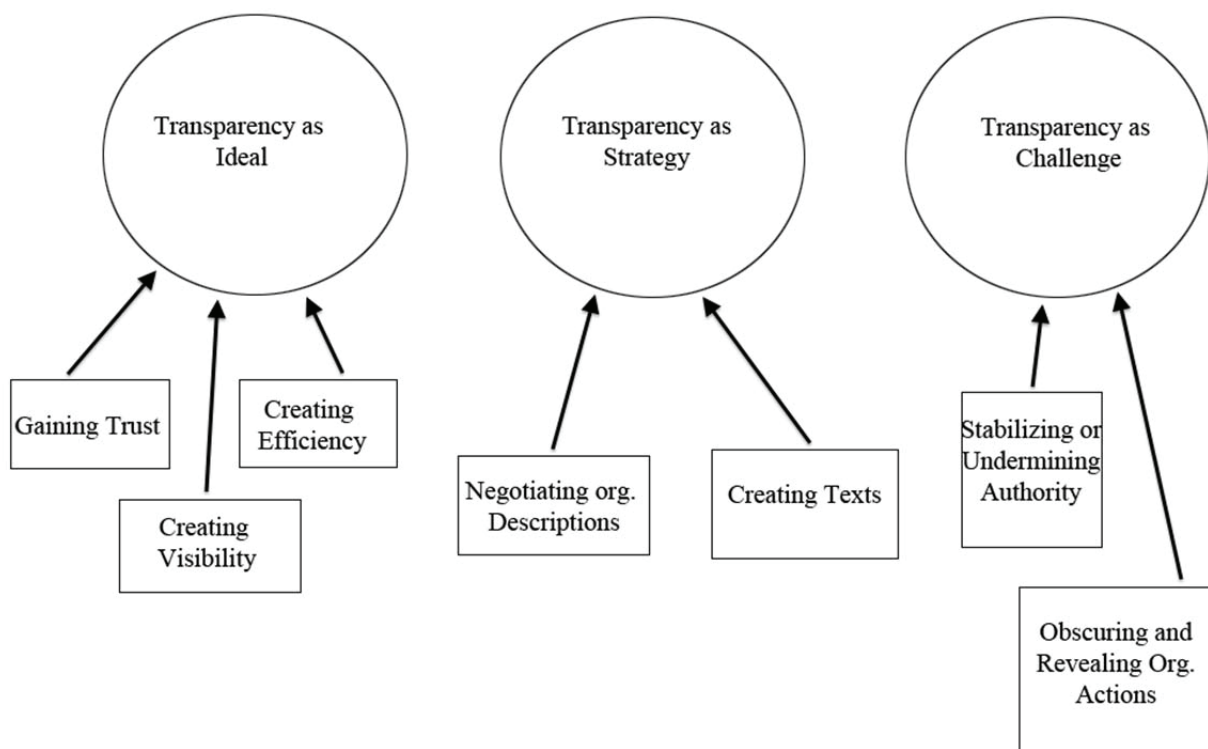 Transparency as
Ideal
Transparency as
Strategy
Transparency as
Challenge
Gaining Trust
Creating
Efficiency
Creating
Visibility
Negotiating org.
Descriptions
Creating Texts
Stabilizing or
Undermining
Authority
Obscuring and
Revealing Org.
Actions